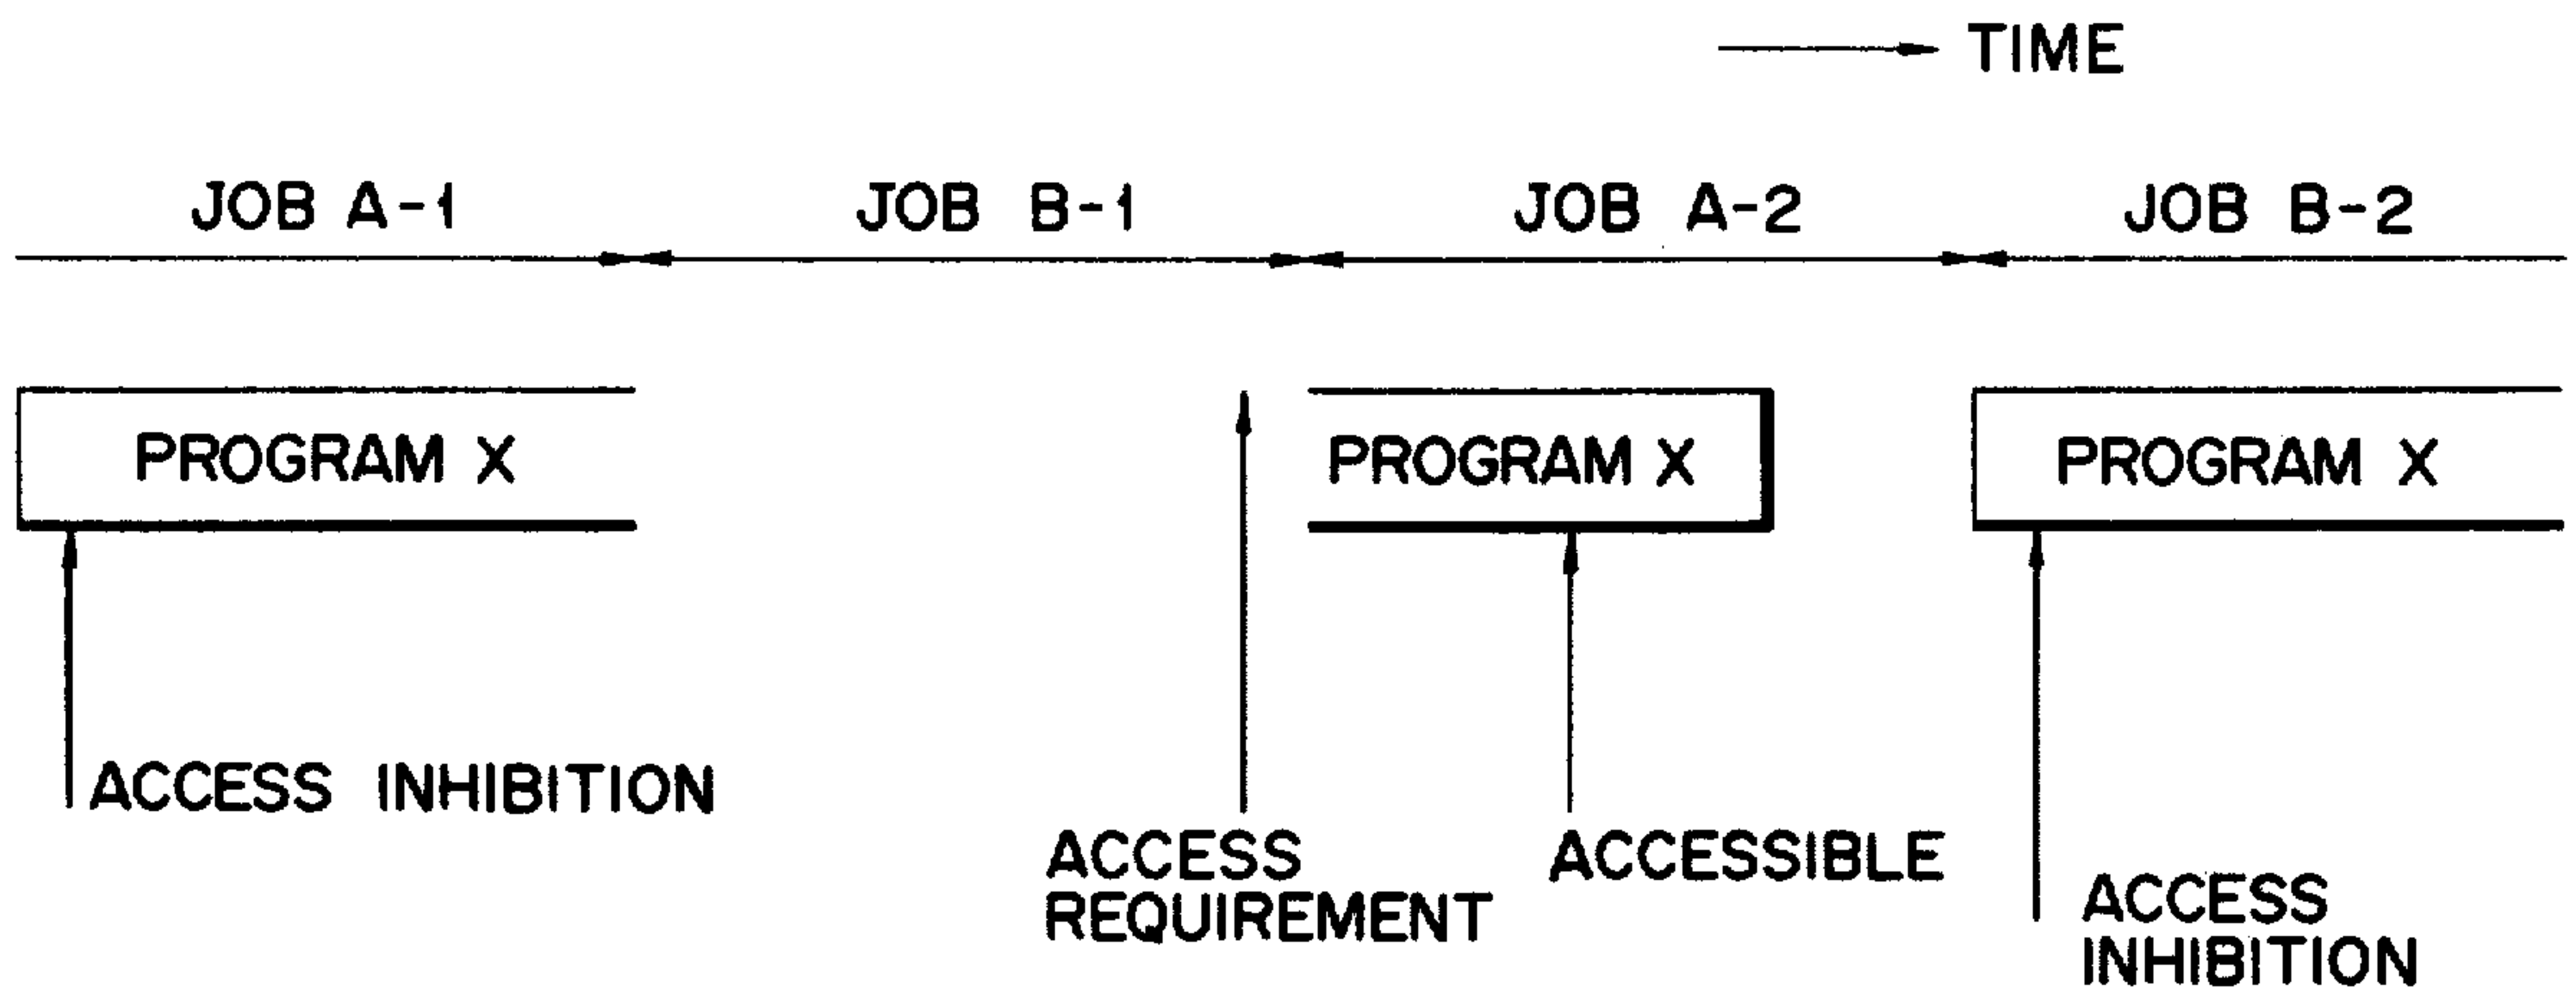 TIME
JOB A-1 JOB B-1 JOB A-2 JOB B-2
PROGRAM X PROGRAM X PROGRAM X
ACCESS INHIBITION
ACCESS
REQUIREMENT
ACCESSIBLE
ACCESS
INHIBITION